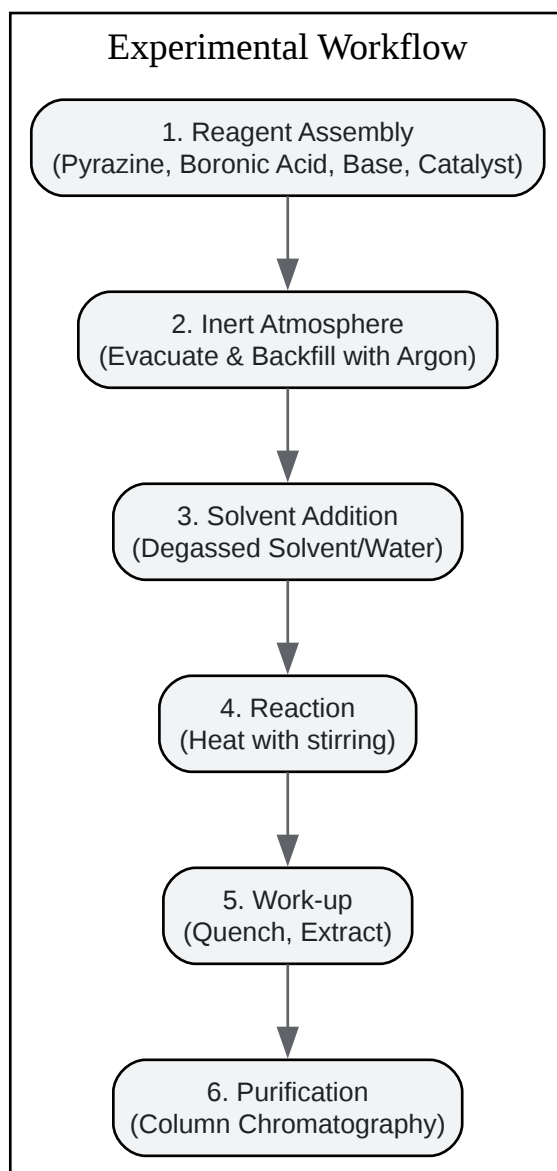 Experimental Workflow
1. Reagent Assembly
(Pyrazine, Boronic Acid, Base, Catalyst)
2. Inert Atmosphere
(Evacuate & Backfill with Argon)
3. Solvent Addition
(Degassed Solvent/Water)
4. Reaction
(Heat with stirring)
5. Work-up
(Quench, Extract)
6. Purification
(Column Chromatography)